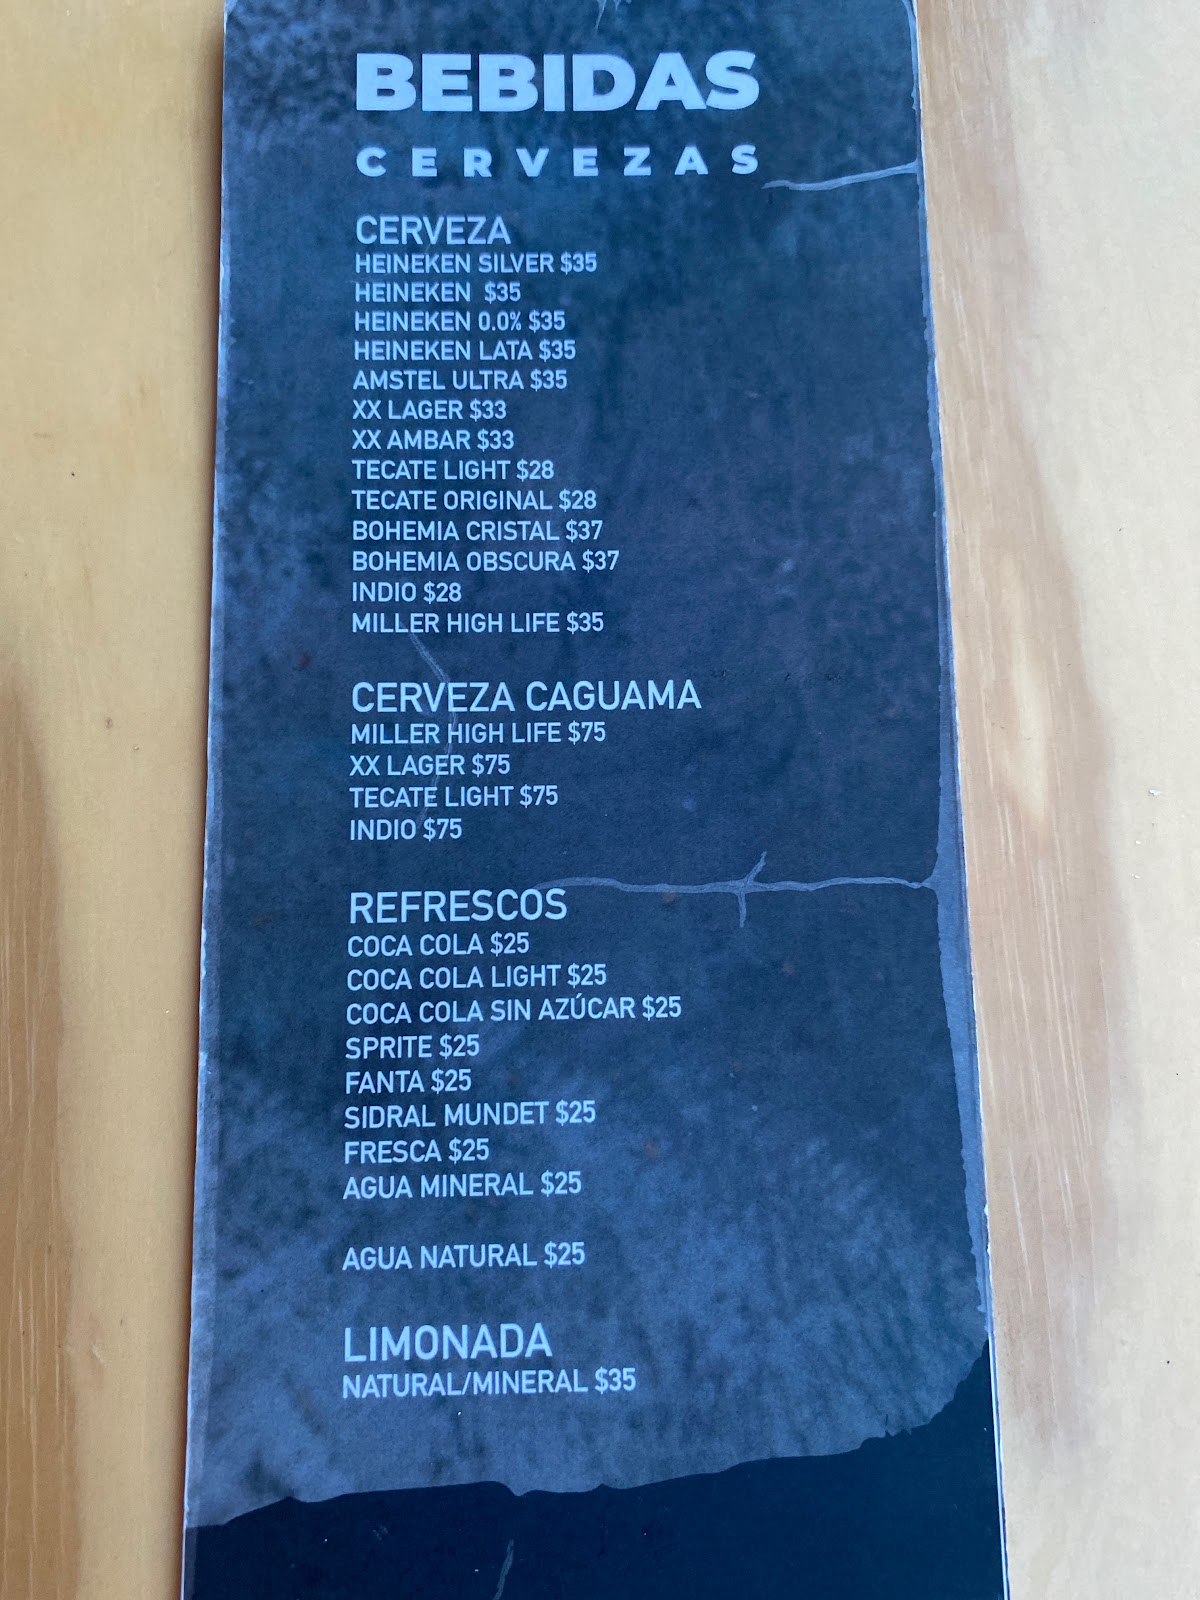 BEBIDAS
CERVEZAS
CERVEZA
HEINEKEN SILVER $35
HEINEKEN $35
HEINEKEN 0.0% $35
HEINEKEN LATA $35
AMSTEL ULTRA $35
XX LAGER $33
XX AMBAR $33
TECATE LIGHT $28
TECATE ORIGINAL $28
BOHEMIA CRISTAL $37
BOHEMIA OBSCURA $37
INDIO $28
MILLER HIGH LIFE $35
CERVEZA CAGUAMA
MILLER HIGH LIFE $75
XX LAGER $75
TECATE LIGHT $75
INDIO $75
REFRESCOS
COCA COLA $25
COCA COLA LIGHT $25
COCA COLA SIN AZÚCAR $25
SPRITE $25
FANTA $25
SIDRAL MUNDET $25
FRESCA $25
AGUA MINERAL $25
AGUA NATURAL $25
LIMONADA
NATURAL/MINERAL $35